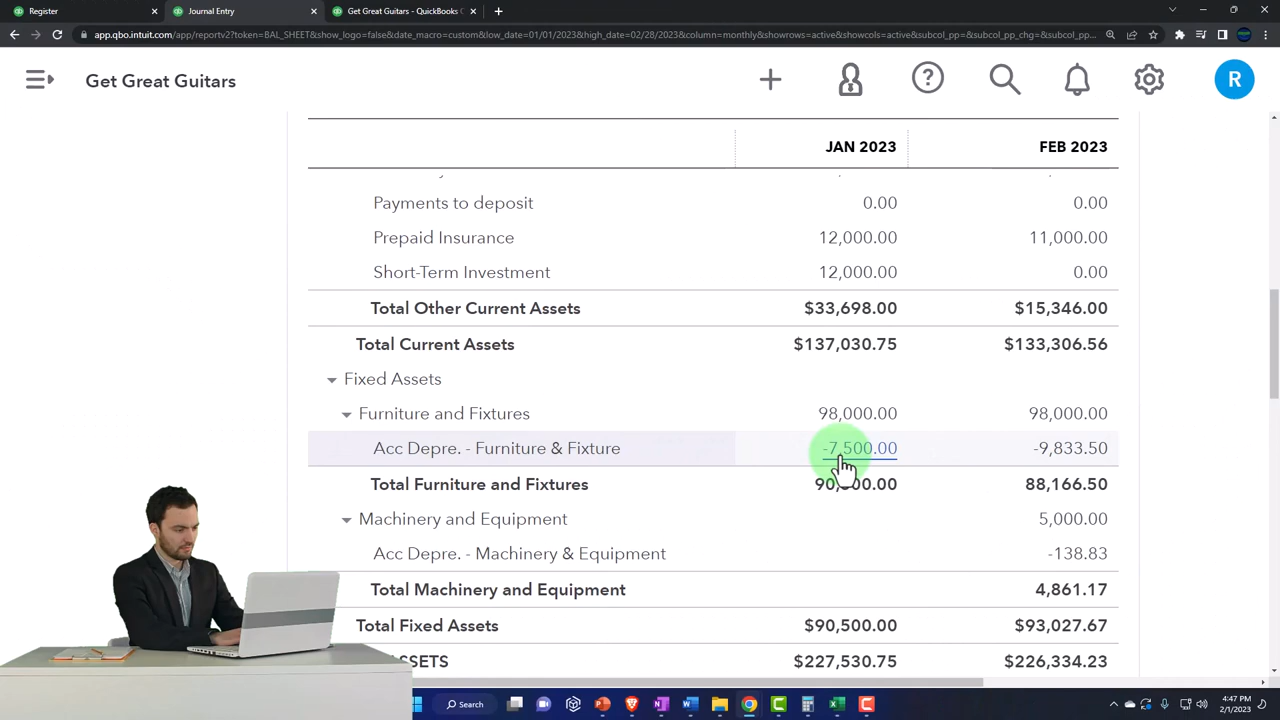 Register
Journal Entry
Get Great Guitars - QuickBooks
app.qbo.intuit.com/app/reportv2?token=BAL_SHEET&show_logo=false&date_macro=custom&low_date=01/01/2023&high_date=02/28/2023&column=monthly&showrows=active&showcols=active&subcol_pp=&subcol_pp_chg=&subcol_pp...
Get Great Guitars
R
JAN 2023 FEB 2023
Payments to deposit 0.00 0.00
Prepaid Insurance 12,000.00 11,000.00
Short-Term Investment 12,000.00 0.00
Total Other Current Assets $33,698.00 $15,346.00
Total Current Assets $137,030.75 $133,306.56
Fixed Assets
Furniture and Fixtures 98,000.00 98,000.00
Acc Depre. - Furniture & Fixture -7,500.00 -9,833.50
Total Furniture and Fixtures 88,166.50
Machinery and Equipment 5,000.00
Acc Depre. - Machinery & Equipment -138.83
Total Machinery and Equipment 4,861.17
Total Fixed Assets $90,500.00 $93,027.67
ASSETS $227,530.75 $226,334.23
Search
4:47 PM
2/1/2023